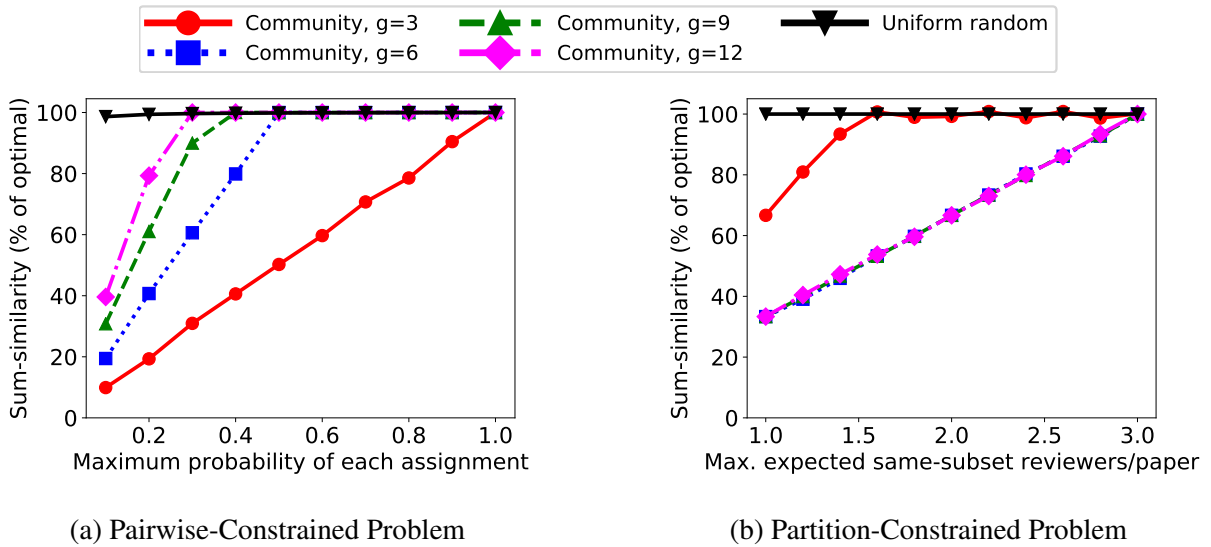 Community, g=3
Community, g=6
Community, g=9
Community, g=12
Uniform random
Sum-similarity (% of optimal)
100
80
60
40
20
0
0.2
0.4
0.6
0.8
1.0
Maximum probability of each assignment
(a) Pairwise-Constrained Problem
Sum-similarity (% of optimal)
100
80
60
40
20
0
1.0
1.5
2.0
2.5
3.0
Max. expected same-subset reviewers/paper
(b) Partition-Constrained Problem